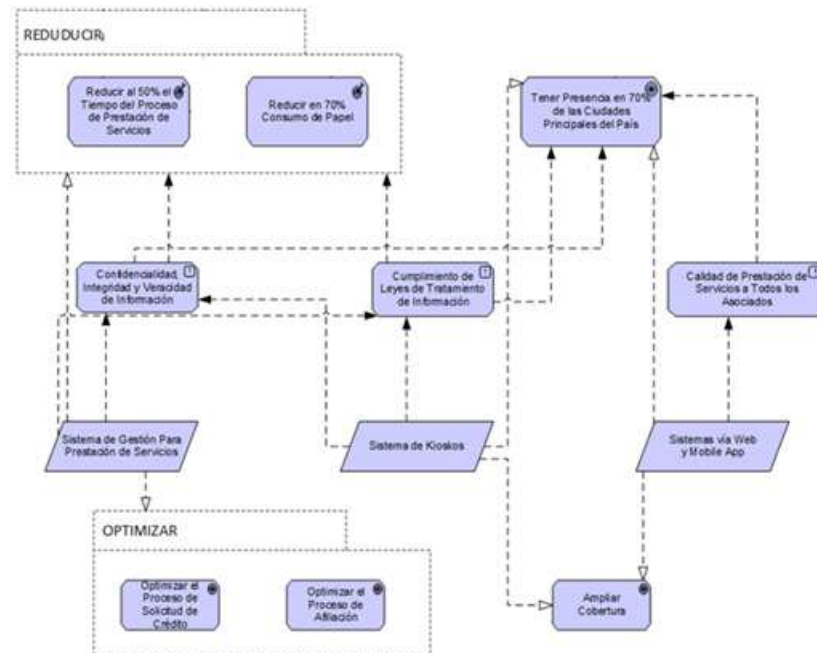 REDUDUCIR
Reducir al 50% el
Tiempo del Proceso
de Prestación de
Servicios
Reducir en 70%
Consumo de Papel
Tener Presencia en 70%
de las Ciudades
Principales del País
Confidencialidad,
Integridad y Veracidad
de Información
Cumplimiento de
Leyes de Tratamiento
de Información
Calidad de Prestación de
Servicios a Todos los
Asociados
Sistema de Gestión Para
Prestación de Servicios
Sistema de Kioskos
Sistemas vía Web
y Mobile App
OPTIMIZAR
Optimizar el
Proceso de
Solicitud de
Crédito
Optimizar el
Proceso de
Afiliación
Ampliar
Cobertura